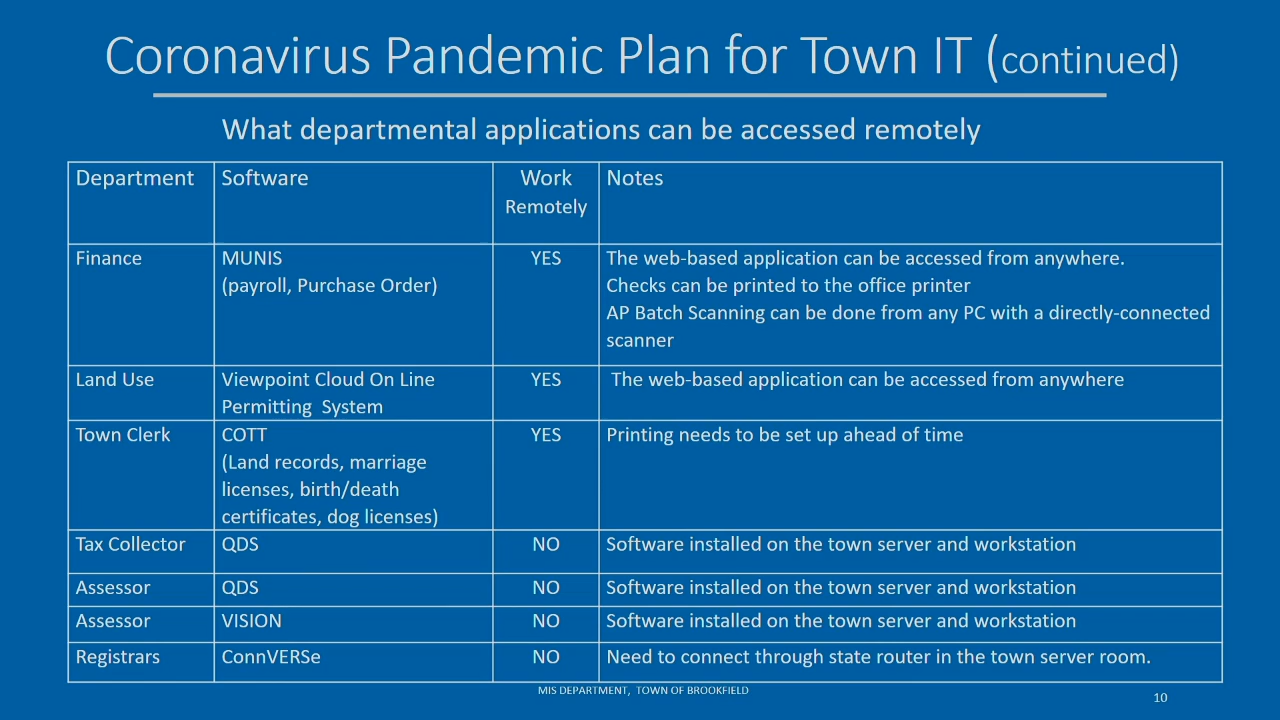 Coronavirus Pandemic Plan for Town IT (continued)
What departmental applications can be accessed remotely
Department Software Work Notes
Remotely
Finance MUNIS YES The web-based application can be accessed from anywhere.
(payroll, Purchase Order) Checks can be printed to the office printer
AP Batch Scanning can be done from any PC with a directly-connected
scanner
Land Use Viewpoint Cloud On Line YES The web-based application can be accessed from anywhere
Permitting System
Town Clerk COTT YES Printing needs to be set up ahead of time
(Land records, marriage
licenses, birth/death
certificates, dog licenses)
Tax Collector QDS NO Software installed on the town server and workstation
Assessor QDS NO Software installed on the town server and workstation
Assessor VISION NO Software installed on the town server and workstation
Registrars ConnVERSe NO Need to connect through state router in the town server room.
MIS DEPARTMENT, TOWN OF BROOKFIELD
10